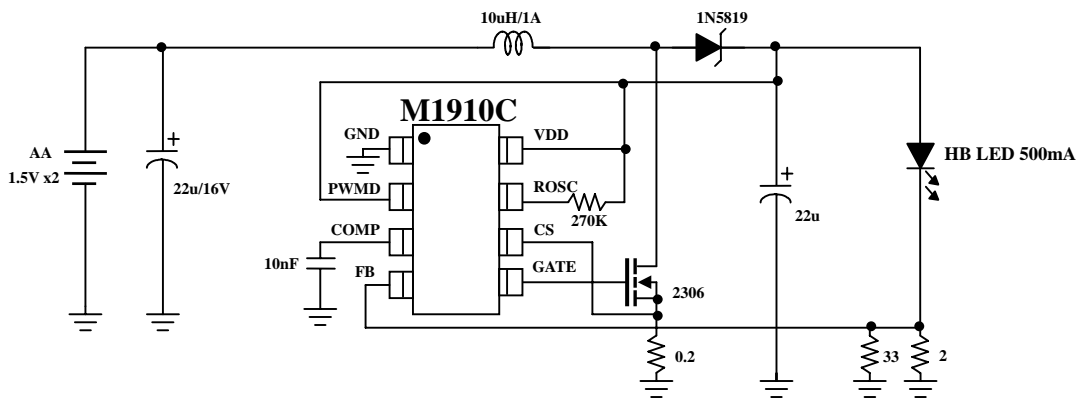 10uH/1A
1N5819
M1910C
GND
VDD
AA
1.5V x2
+
22u/16V
PWMD
ROSC
270K
+
22u
HB LED 500mA
COMP
CS
10nF
FB
GATE
2306
0.2
33
2